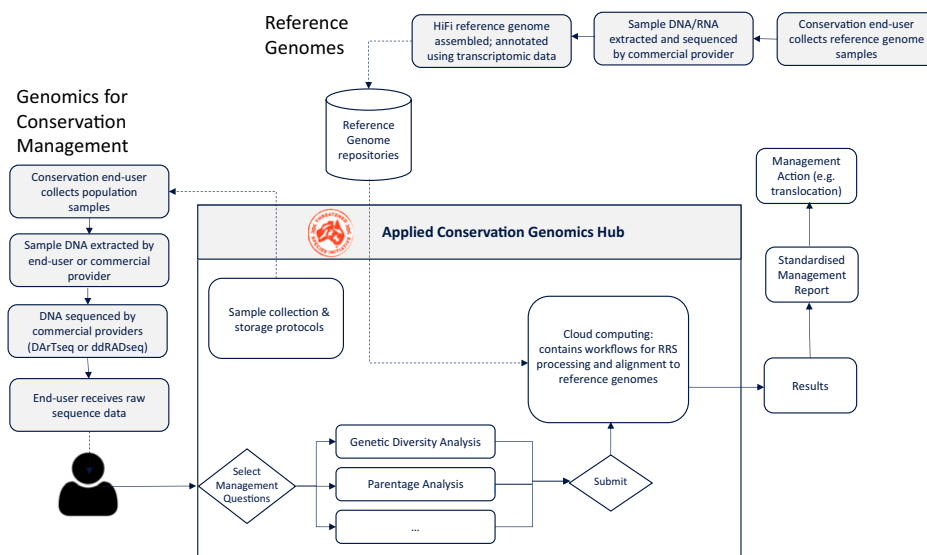 Reference
Genomes
HiFi reference genome
assembled; annotated
using transcriptomic data
Sample DNA/RNA
extracted and sequenced
by commercial provider
Conservation end-user
collects reference genome
samples
Genomics for
Conservation
Management
Reference
Genome
repositories
Conservation end-user
collects population
samples
Sample DNA extracted by
end-user or commercial
provider
DNA sequenced by
commercial providers
(DArTseq or ddRADseq)
End-user receives raw
sequence data
THREATENED
SPECIES INITIATIVE
Applied Conservation Genomics Hub
Sample collection &
storage protocols
Cloud computing:
contains workflows for RRS
processing and alignment to
reference genomes
Management
Action (e.g.
translocation)
Standardised
Management
Report
Results
Select
Management
Questions
Genetic Diversity Analysis
Parentage Analysis
...
Submit